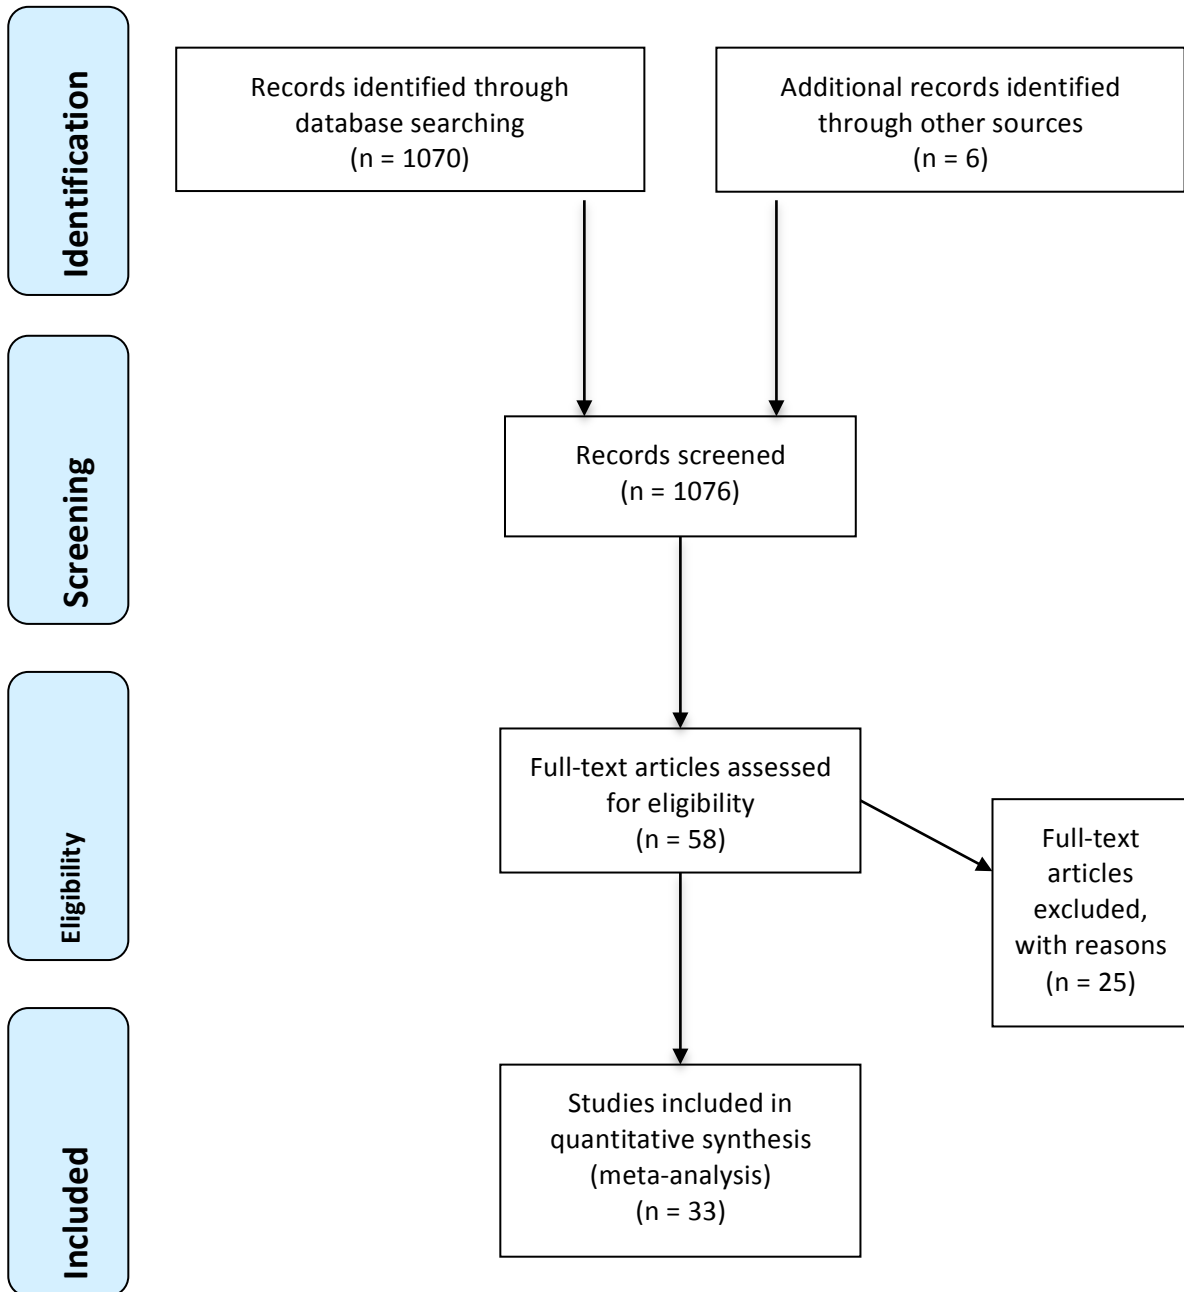 Identification
Records identified through
database searching
(n = 1070)
Additional records identified
through other sources
(n = 6)
Screening
Records screened
(n = 1076)
Eligibility
Full-text articles assessed
for eligibility
(n = 58)
Full-text
articles
excluded,
with reasons
(n = 25)
Included
Studies included in
quantitative synthesis
(meta-analysis)
(n = 33)